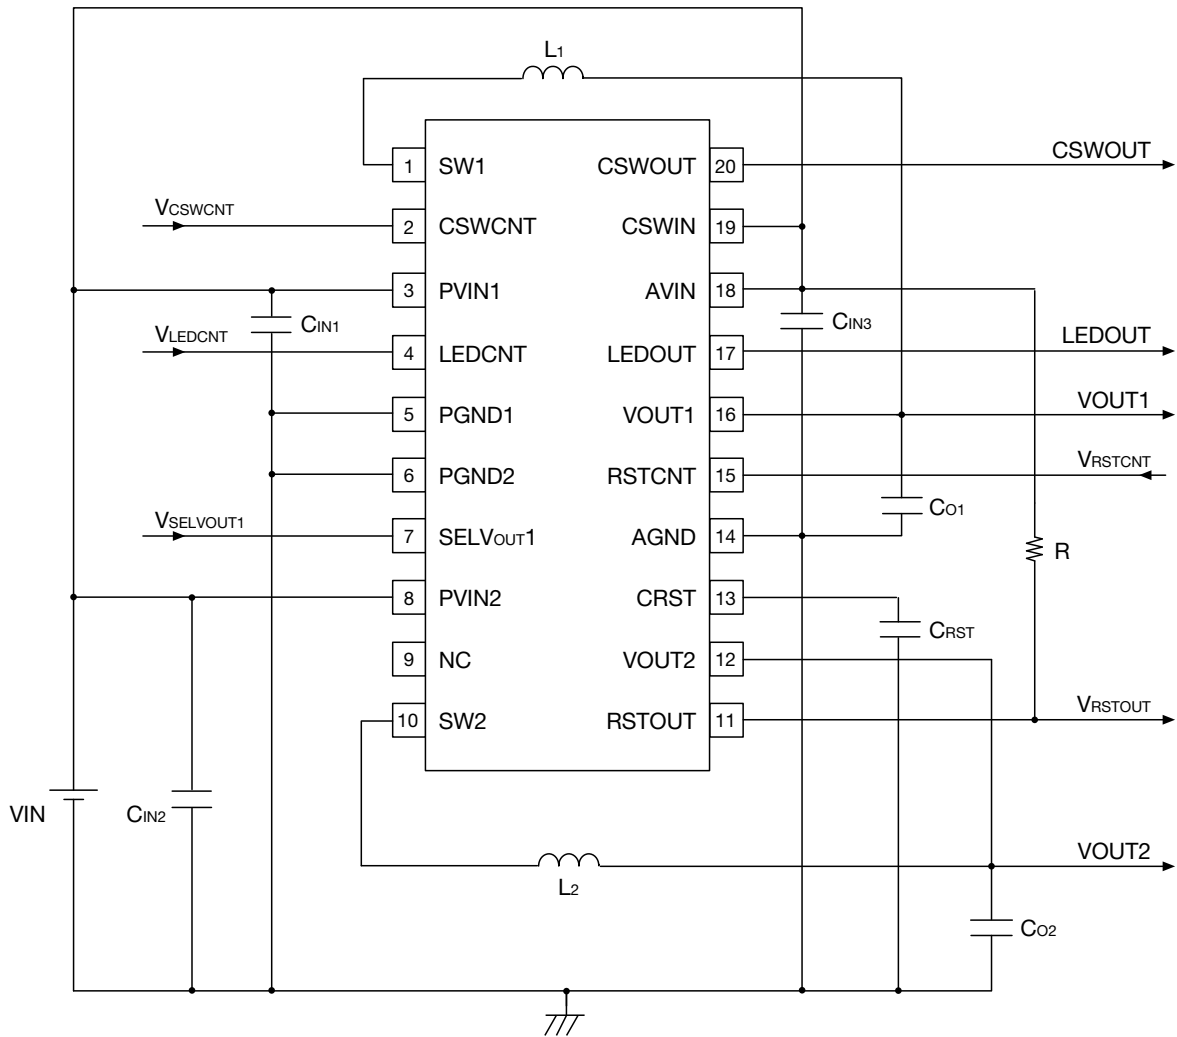 L1
1 SW1 CSWOUT 20 CSWOUT
VCSWCNT
2 CSWCNT CSWIN 19
3 PVIN1 AVIN 18
CIN1 CIN3
VLEDCNT
4 LEDCNT LEDOUT 17 LEDOUT
5 PGND1 VOUT1 16 VOUT1
6 PGND2 RSTCNT 15 VRSTCNT
CO1
VSELVOUT1
7 SELVOUT1 AGND 14
R
8 PVIN2 CRST 13
CRST
9 NC VOUT2 12
10 SW2 RSTOUT 11 VRSTOUT
VIN CIN2
VOUT2
L2
CO2